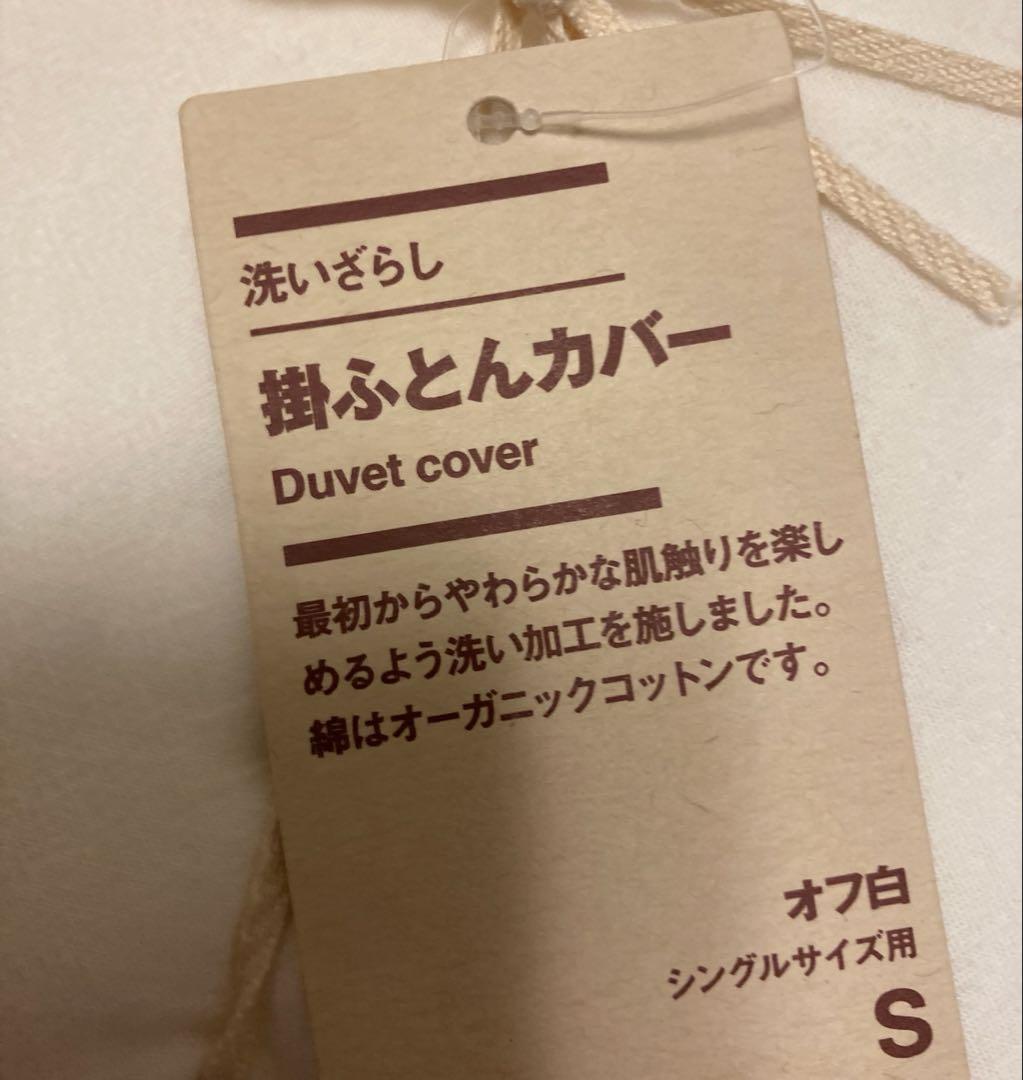 洗いざらし
掛ふとんカバー
Duvet cover
最初からやわらかな肌触りを楽し
めるよう洗い加工を施しました。
綿はオーガニックコットンです。
オフ白
シングルサイズ用
S